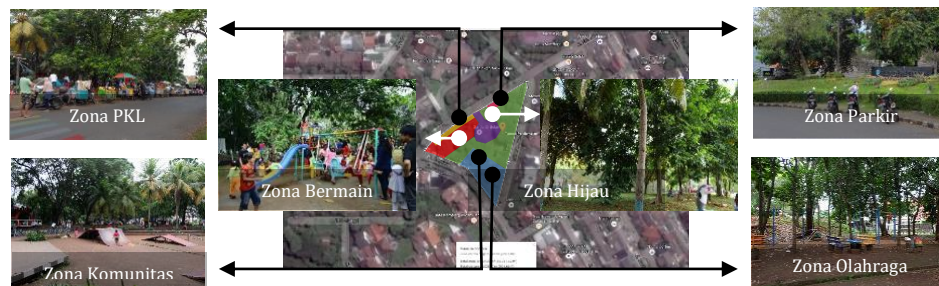 Zona PKL
Zona Parkir
Zona Bermain
Zona Hijau
Zona Komunitas
Zona Olahraga